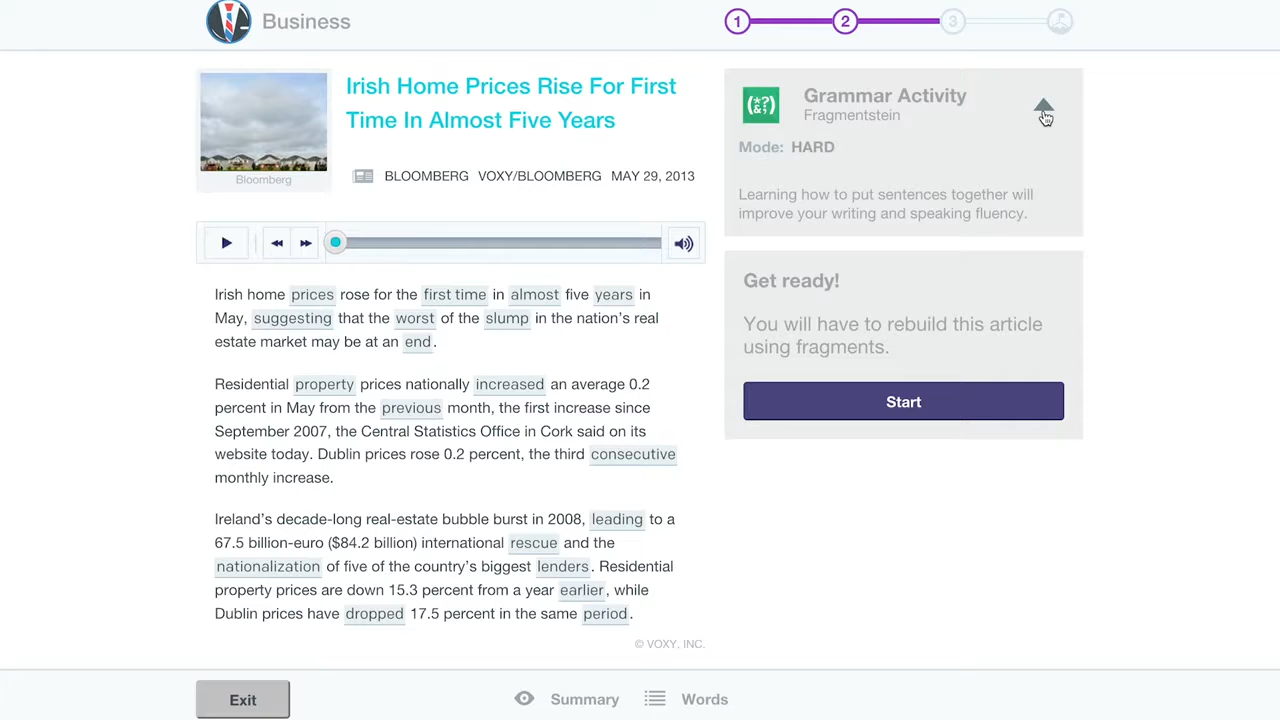 Business
1
2
3
Irish Home Prices Rise For First
Time In Almost Five Years
Bloomberg
BLOOMBERG VOXY/BLOOMBERG MAY 29, 2013
Irish home prices rose for the first time in almost five years in
May, suggesting that the worst of the slump in the nation's real
estate market may be at an end.
Residential property prices nationally increased an average 0.2
percent in May from the previous month, the first increase since
September 2007, the Central Statistics Office in Cork said on its
website today. Dublin prices rose 0.2 percent, the third consecutive
monthly increase.
Ireland's decade-long real-estate bubble burst in 2008, leading to a
67.5 billion-euro ($84.2 billion) international rescue and the
nationalization of five of the country's biggest lenders. Residential
property prices are down 15.3 percent from a year earlier, while
Dublin prices have dropped 17.5 percent in the same period.
© VOXY, INC.
(*?)
&;
Grammar Activity
Fragmentstein
Mode: HARD
Learning how to put sentences together will
improve your writing and speaking fluency.
Get ready!
You will have to rebuild this article
using fragments.
Start
Exit
Summary
Words